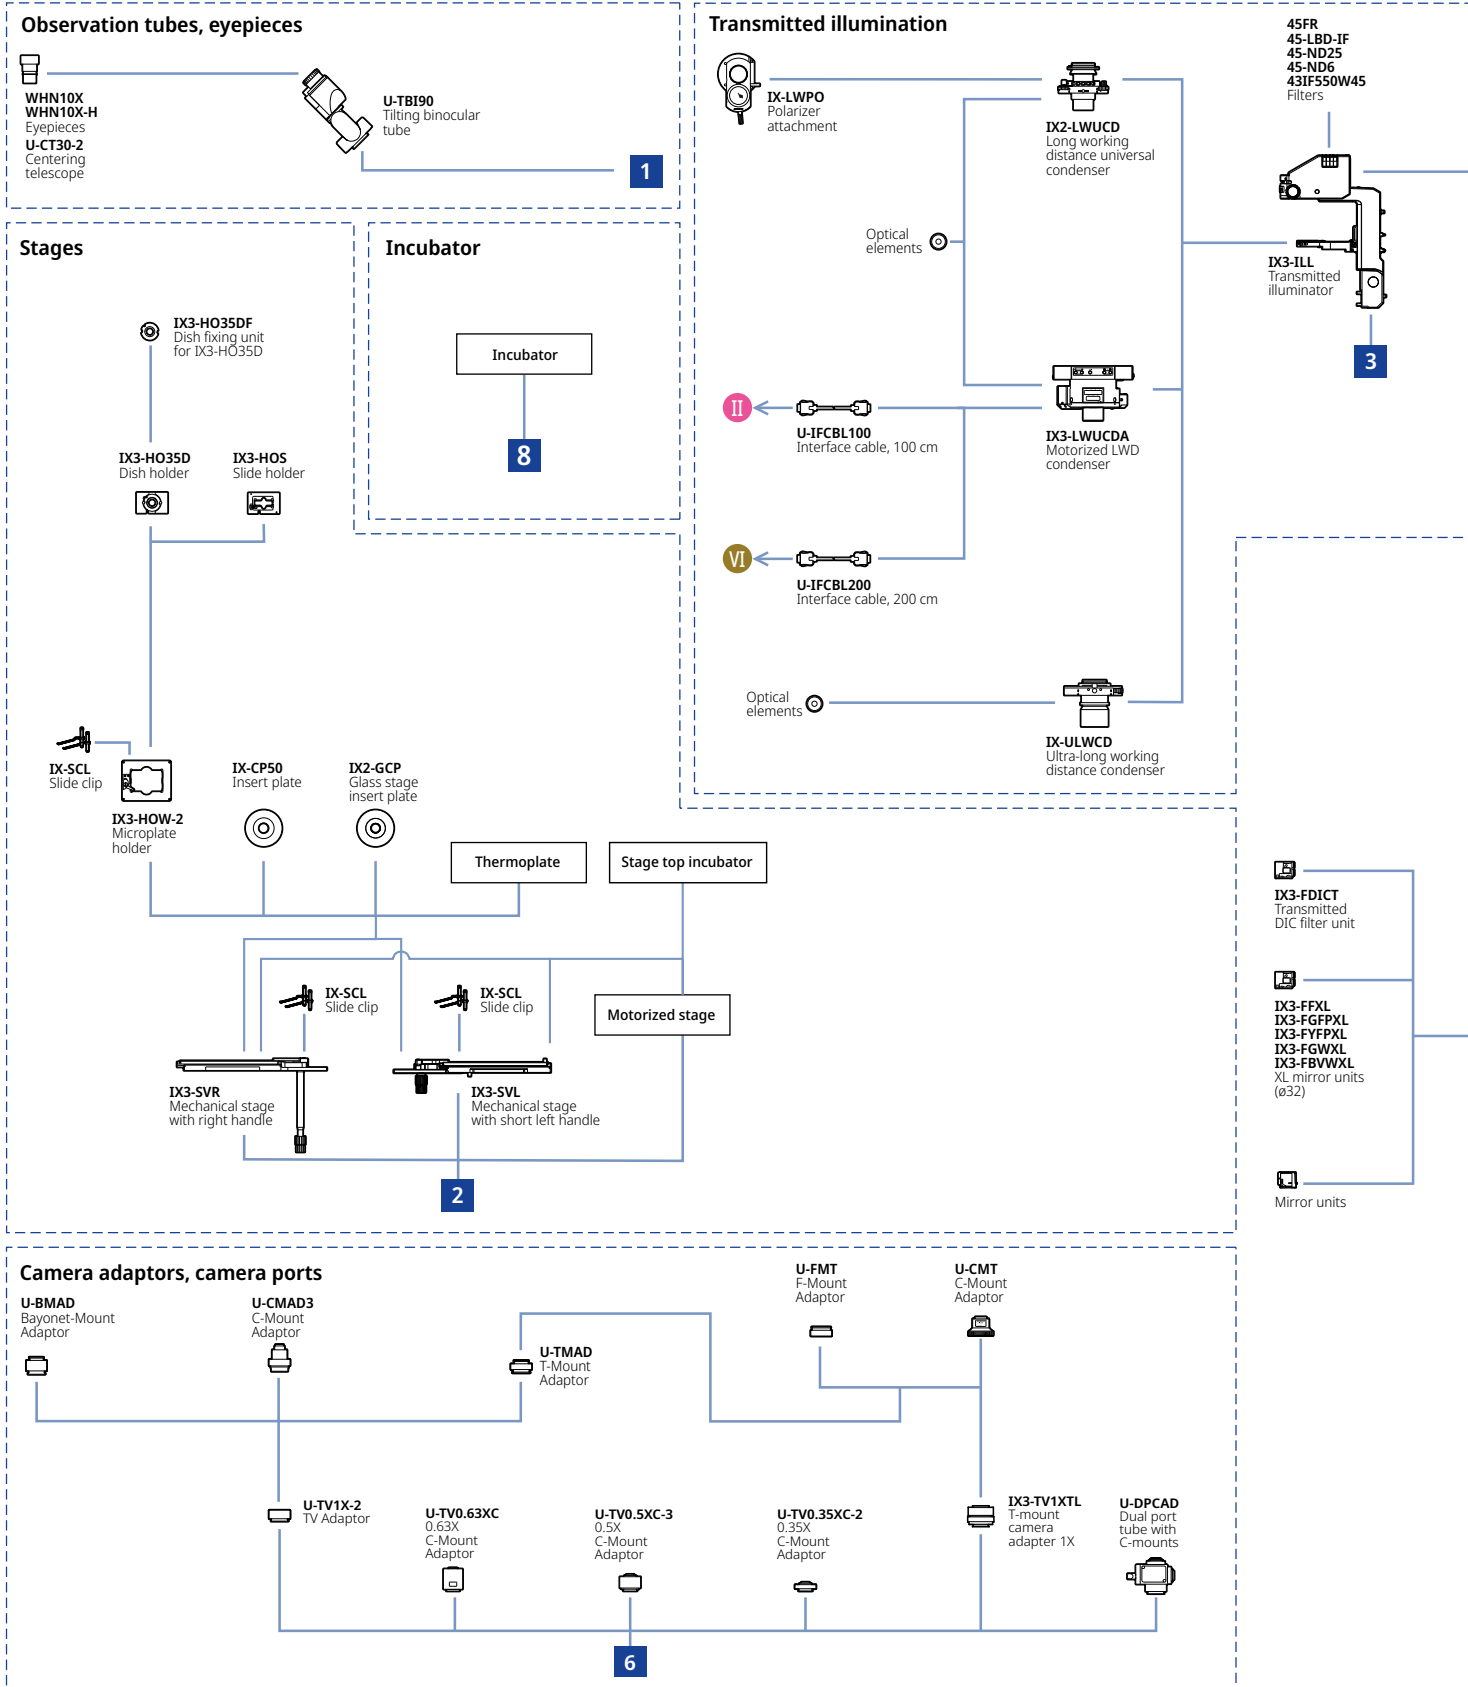 Observation tubes, eyepieces
WHN10X
WHN10X-H
Eyepieces
U-CT30-2
Centering
telescope
U-TBI90
Tilting binocular
tube
1
Transmitted illumination
IX-LWPO
Polarizer
attachment
IX2-LWUCD
Long working
distance universal
condenser
45FR
45-LBD-IF
45-ND25
45-ND6
43IF550W45
Filters
Optical
elements
IX3-ILL
Transmitted
illuminator
3
II
U-IFCBL100
Interface cable, 100 cm
IX3-LWUCDA
Motorized LWD
condenser
VI
U-IFCBL200
Interface cable, 200 cm
Optical
elements
IX-ULWCD
Ultra-long working
distance condenser
Stages
IX3-HO35DF
Dish fixing unit
for IX3-HO35D
IX3-HO35D
Dish holder
IX3-HOS
Slide holder
IX-SCL
Slide clip
IX3-HOW-2
Microplate
holder
IX-CP50
Insert plate
IX2-GCP
Glass stage
insert plate
Thermoplate
Stage top incubator
IX-SCL
Slide clip
IX-SCL
Slide clip
Motorized stage
IX3-SVR
Mechanical stage
with right handle
IX3-SVL
Mechanical stage
with short left handle
2
Incubator
Incubator
8
IX3-FDICT
Transmitted
DIC filter unit
IX3-FFXL
IX3-FGFPXL
IX3-FYFPXL
IX3-FGWXL
IX3-FBVWXL
XL mirror units
(ø32)
Mirror units
Camera adaptors, camera ports
U-BMAD
Bayonet-Mount
Adaptor
U-CMAD3
C-Mount
Adaptor
U-TMAD
T-Mount
Adaptor
U-FMT
F-Mount
Adaptor
U-CMT
C-Mount
Adaptor
U-TV1X-2
TV Adaptor
U-TV0.63XC
0.63X
C-Mount
Adaptor
U-TV0.5XC-3
0.5X
C-Mount
Adaptor
U-TV0.35XC-2
0.35X
C-Mount
Adaptor
IX3-TV1XTL
T-mount
camera
adapter 1X
U-DPCAD
Dual port
tube with
C-mounts
6